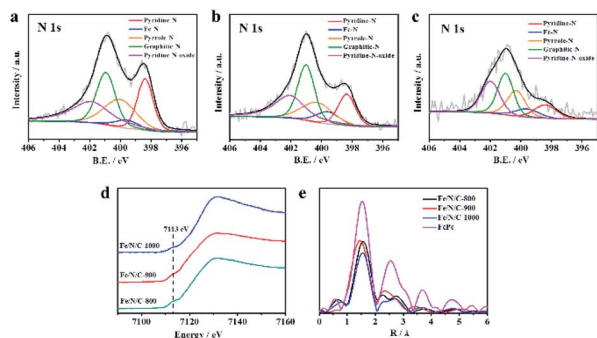 a
N 1s
Pyridine-N
Fe-N
Pyrrole-N
Graphitic-N
Pyridine-N-oxide
Intensity / a.u.
406 404 402 400 398 396
B.E. / eV
b
N 1s
Pyridine-N
Fe-N
Pyrrole-N
Graphitic-N
Pyridine-N-oxide
Intensity / a.u.
406 404 402 400 398 396
B.E. / eV
c
N 1s
Pyridine-N
Fe-N
Pyrrole-N
Graphitic-N
Pyridine-N-oxide
Intensity / a.u.
406 404 402 400 398 396
B.E. / eV
d
7113 eV
Fe/N/C-1000
Fe/N/C-900
Fe/N/C-800
7100 7120 7140 7160
Energy / eV
e
Fe/N/C-800
Fe/N/C-900
Fe/N/C-1000
FePc
0 1 2 3 4 5 6
R / Å